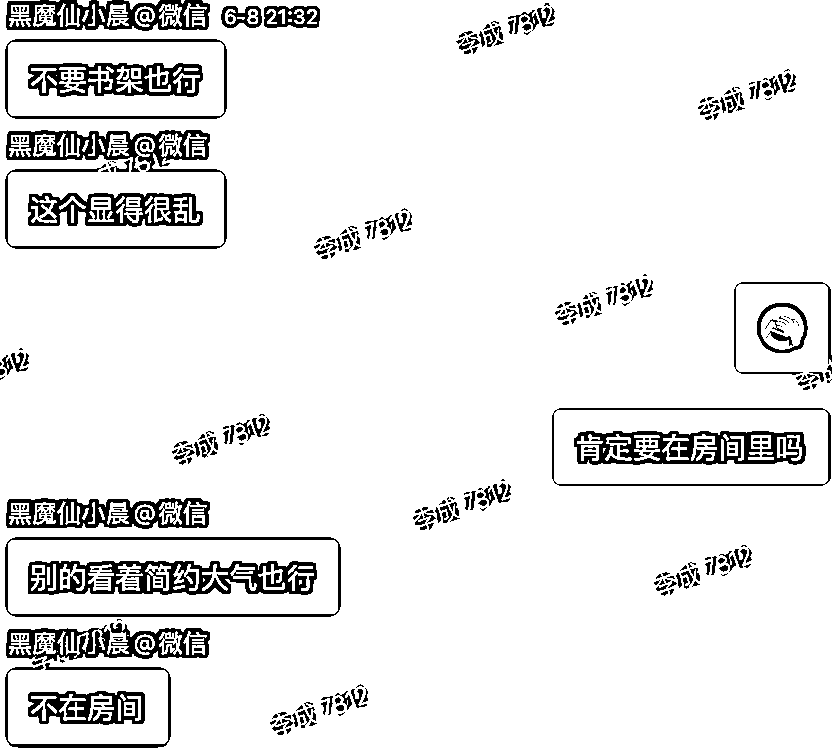 黑魔仙小晨@微信 6-8 21:32
李成 7812
不要书架也行
李成 7812
黑魔仙小晨@微信
成 7812
这个显得很乱
李成 7812
李成 7812
812
李成 7812
肯定要在房间里吗
李成 7812
黑魔仙小晨@微信
别的看着简约大气也行
李成 7812
黑魔仙小晨@微信
不在房间
李成 7812